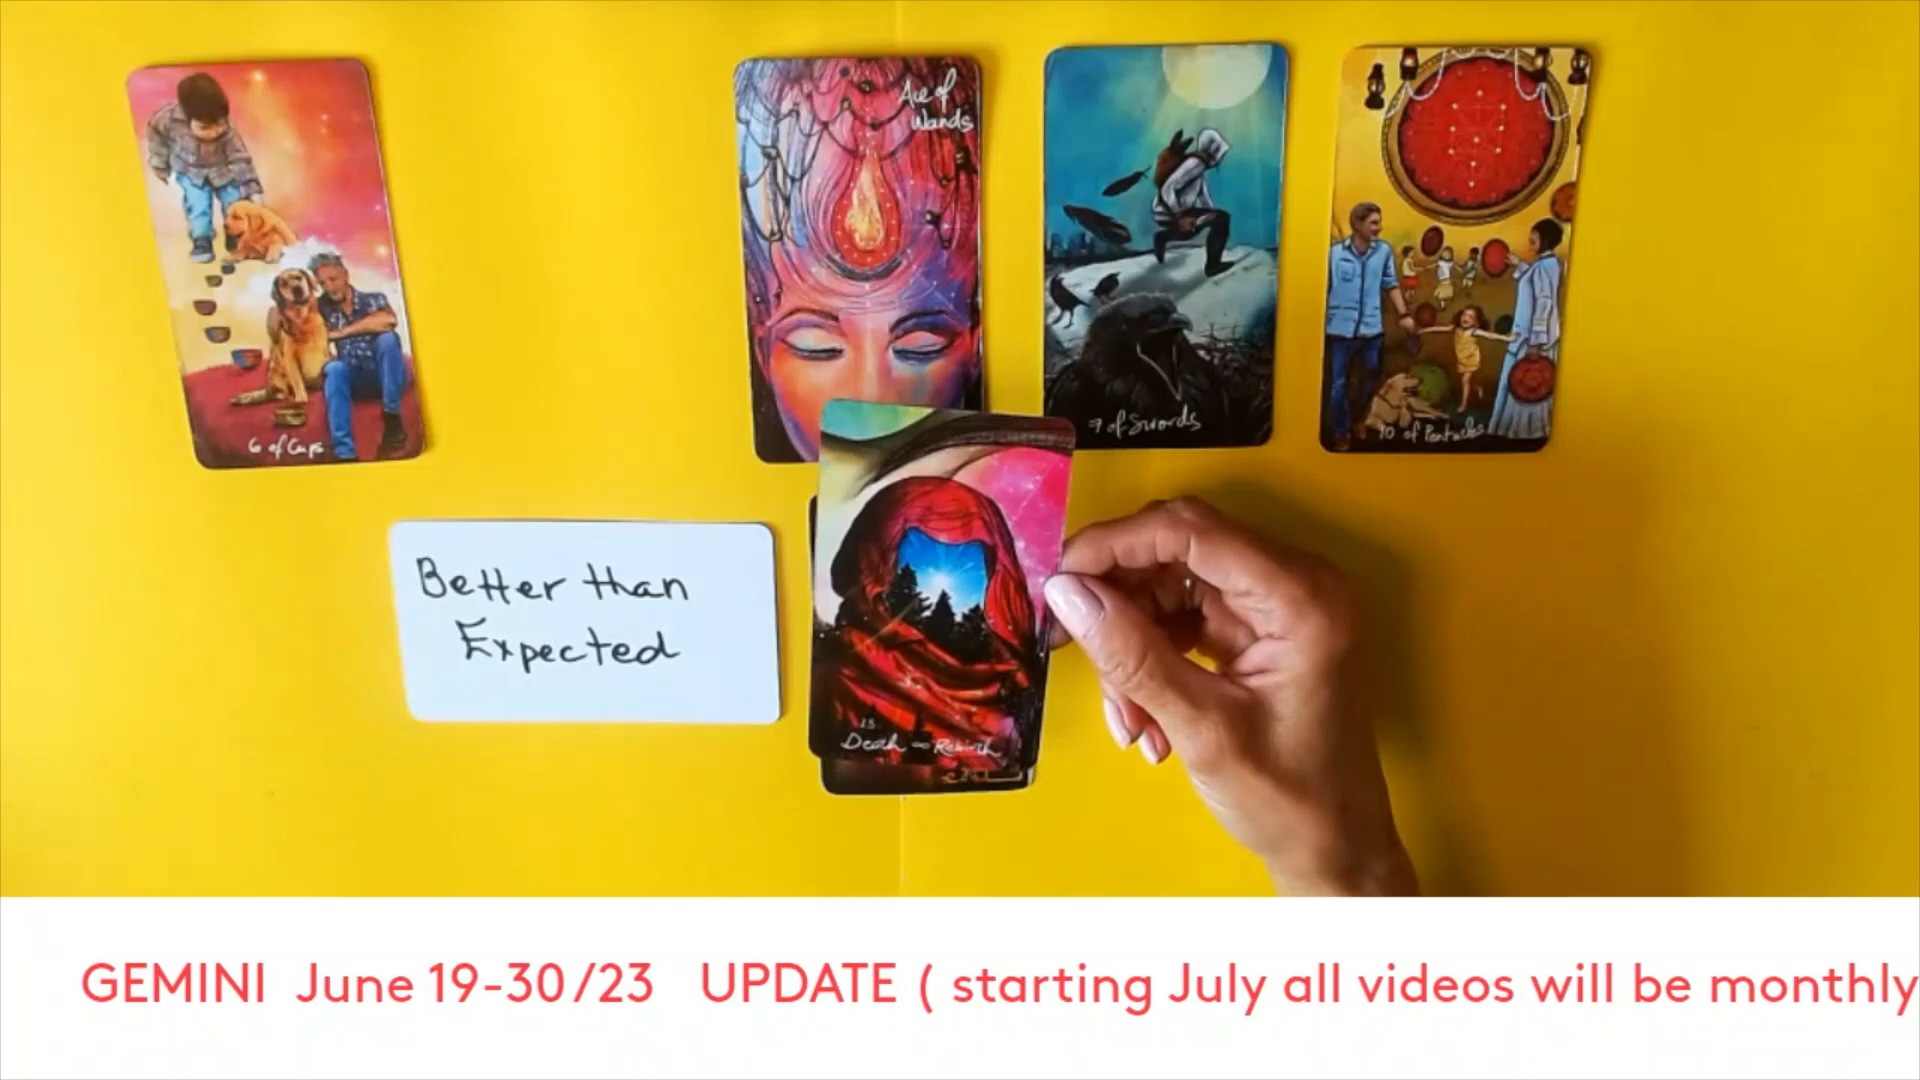 Ace of
Wands
6 of Cups
7 of Swords
10 of Pentacles
Better than
Expected
13
Death ∞ Rebirth
GEMINI June 19-30/23 UPDATE ( starting July all videos will be monthly